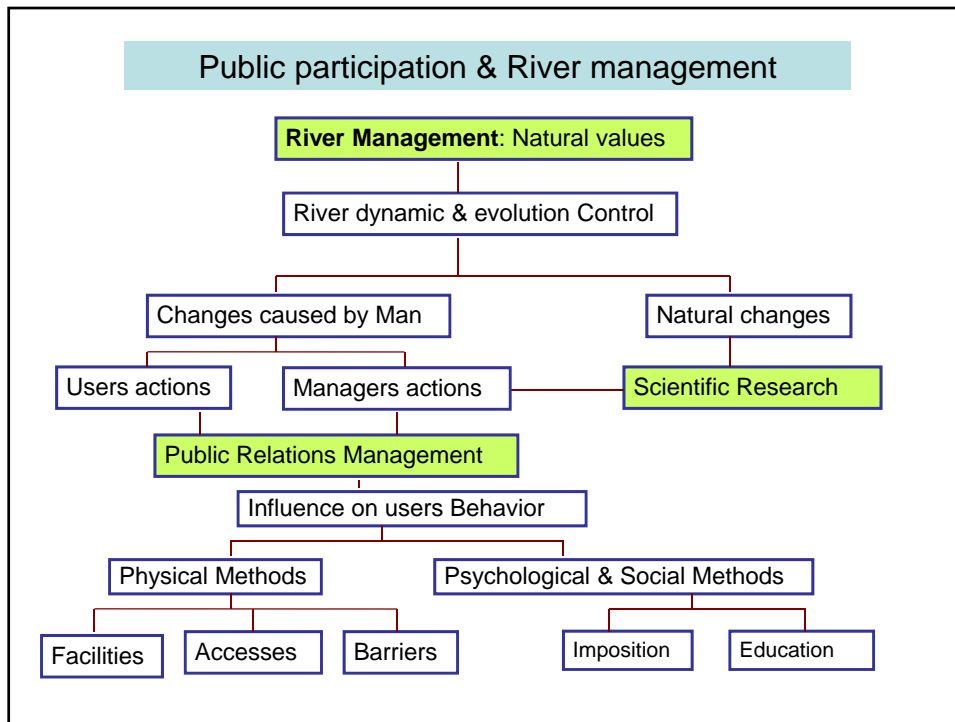 Public participation & River management
River Management: Natural values
River dynamic & evolution Control
Changes caused by Man
Natural changes
Users actions
Managers actions
Scientific Research
Public Relations Management
Influence on users Behavior
Physical Methods
Psychological & Social Methods
Facilities
Accesses
Barriers
Imposition
Education